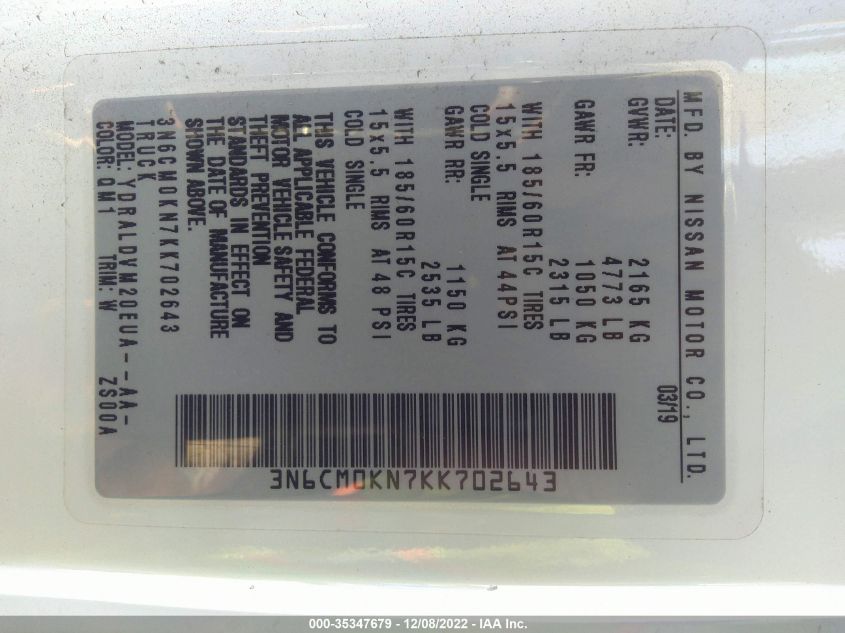 MFD. BY NISSAN MOTOR CO., LTD.
DATE: 03/19
GVWR: 2165 KG
4773 LB
GAWR FR: 1050 KG
2315 LB
WITH 185/60R15C TIRES
15x5.5 RIMS AT 44PSI
COLD SINGLE
GAWR RR: 1150 KG
2535 LB
WITH 185/60R15C TIRES
15x5.5 RIMS AT 48 PSI
COLD SINGLE
THIS VEHICLE CONFORMS TO
ALL APPLICABLE FEDERAL
MOTOR VEHICLE SAFETY AND
THEFT PREVENTION
STANDARDS IN EFFECT ON
THE DATE OF MANUFACTURE
SHOWN ABOVE.
3N6CM0KN7KK702643
TRUCK
MODEL: YDRALDVM20EUA--AA-
COLOR: QM1 TRIM: W ZS00A
3N6CM0KN7KK702643
000-35347679 - 12/08/2022 - IAA Inc.